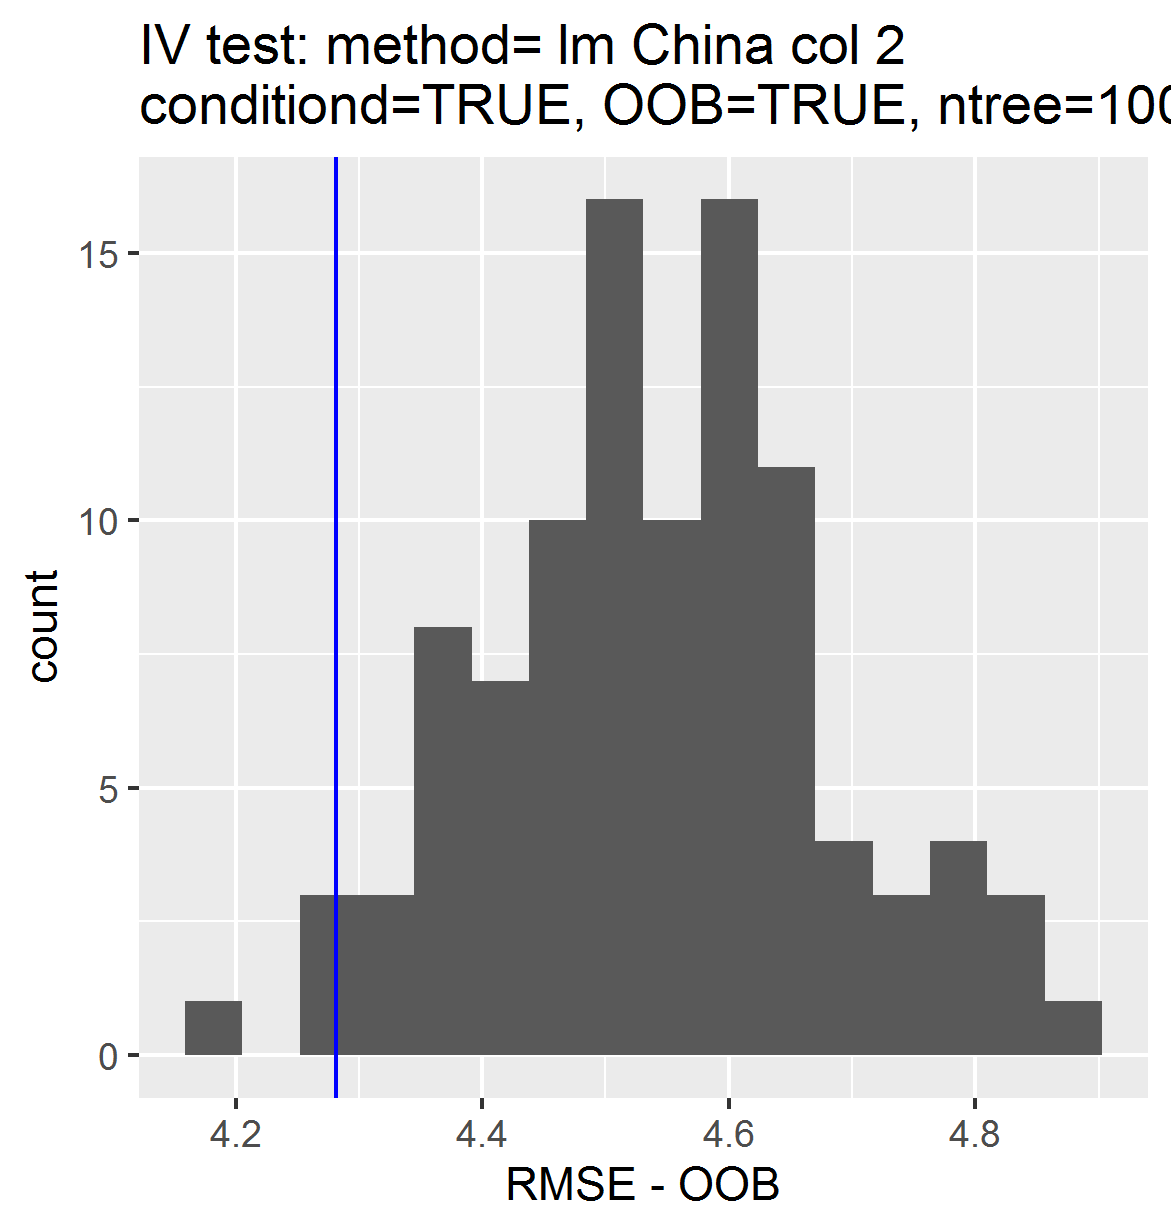 IV test: method= lm China col 2
conditiond=TRUE, OOB=TRUE, ntree=100
15
10
5
0
count
4.2 4.4 4.6 4.8
RMSE - OOB